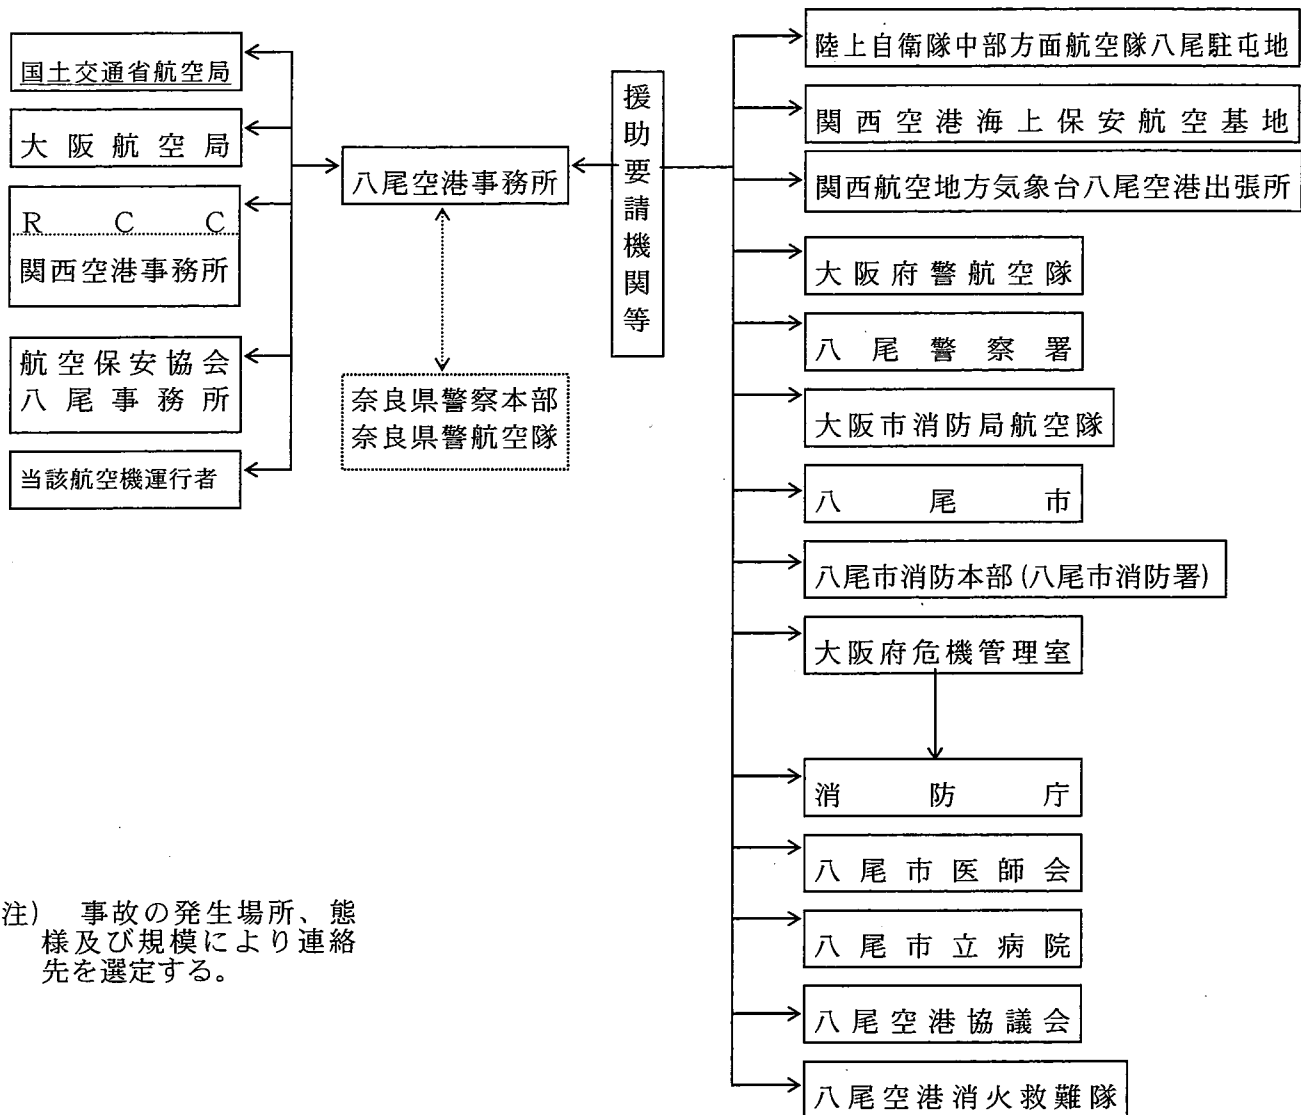 国土交通省航空局
大阪航空局
RCC
関西空港事務所
航空保安協会
八尾事務所
当該航空機運行者
八尾空港事務所
奈良県警察本部
奈良県警航空隊
援助要請機関等
陸上自衛隊中部方面航空隊八尾駐屯地
関西空港海上保安航空基地
関西航空地方気象台八尾空港出張所
大阪府警航空隊
八尾警察署
大阪市消防局航空隊
八尾市
八尾市消防本部(八尾市消防署)
大阪府危機管理室
消防庁
八尾市医師会
八尾市立病院
八尾空港協議会
八尾空港消火救難隊
注) 事故の発生場所、態
様及び規模により連絡
先を選定する。